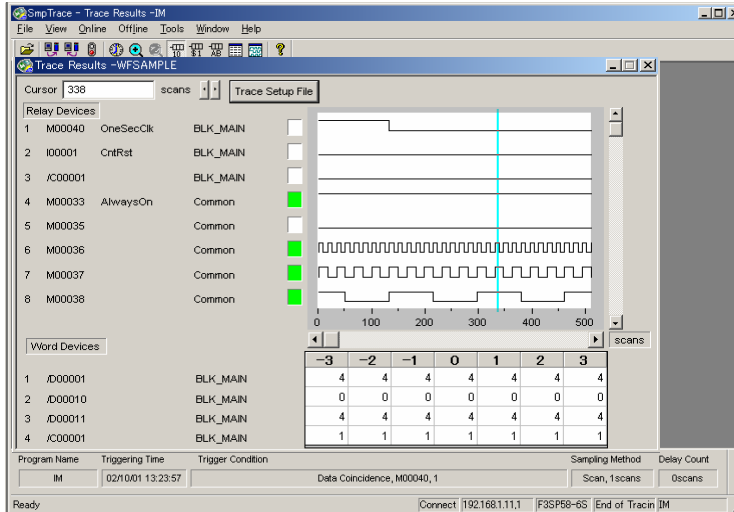 SmpTrace - Trace Results -IM
File View Online Offline Tools Window Help
10 $1 AB
Trace Results -WFSAMPLE
Cursor 338 scans Trace Setup File
Relay Devices
1 M00040 OneSecClk BLK_MAIN
2 I00001 CntRst BLK_MAIN
3 /C00001 BLK_MAIN
4 M00033 AlwaysOn Common
5 M00035 Common
6 M00036 Common
7 M00037 Common
8 M00038 Common
0 100 200 300 400 500
scans
Word Devices
-3 -2 -1 0 1 2 3
1 /D00001 BLK_MAIN 4 4 4 4 4 4 4
2 /D00010 BLK_MAIN 0 0 0 0 0 0 0
3 /D00011 BLK_MAIN 4 4 4 4 4 4 4
4 /C00001 BLK_MAIN 1 1 1 1 1 1 1
Program Name Triggering Time Trigger Condition Sampling Method Delay Count
IM 02/10/01 13:23:57 Data Coincidence, M00040, 1 Scan, 1scans 0scans
Ready Connect 192.168.1.11,1 F3SP58-6S End of Tracin IM